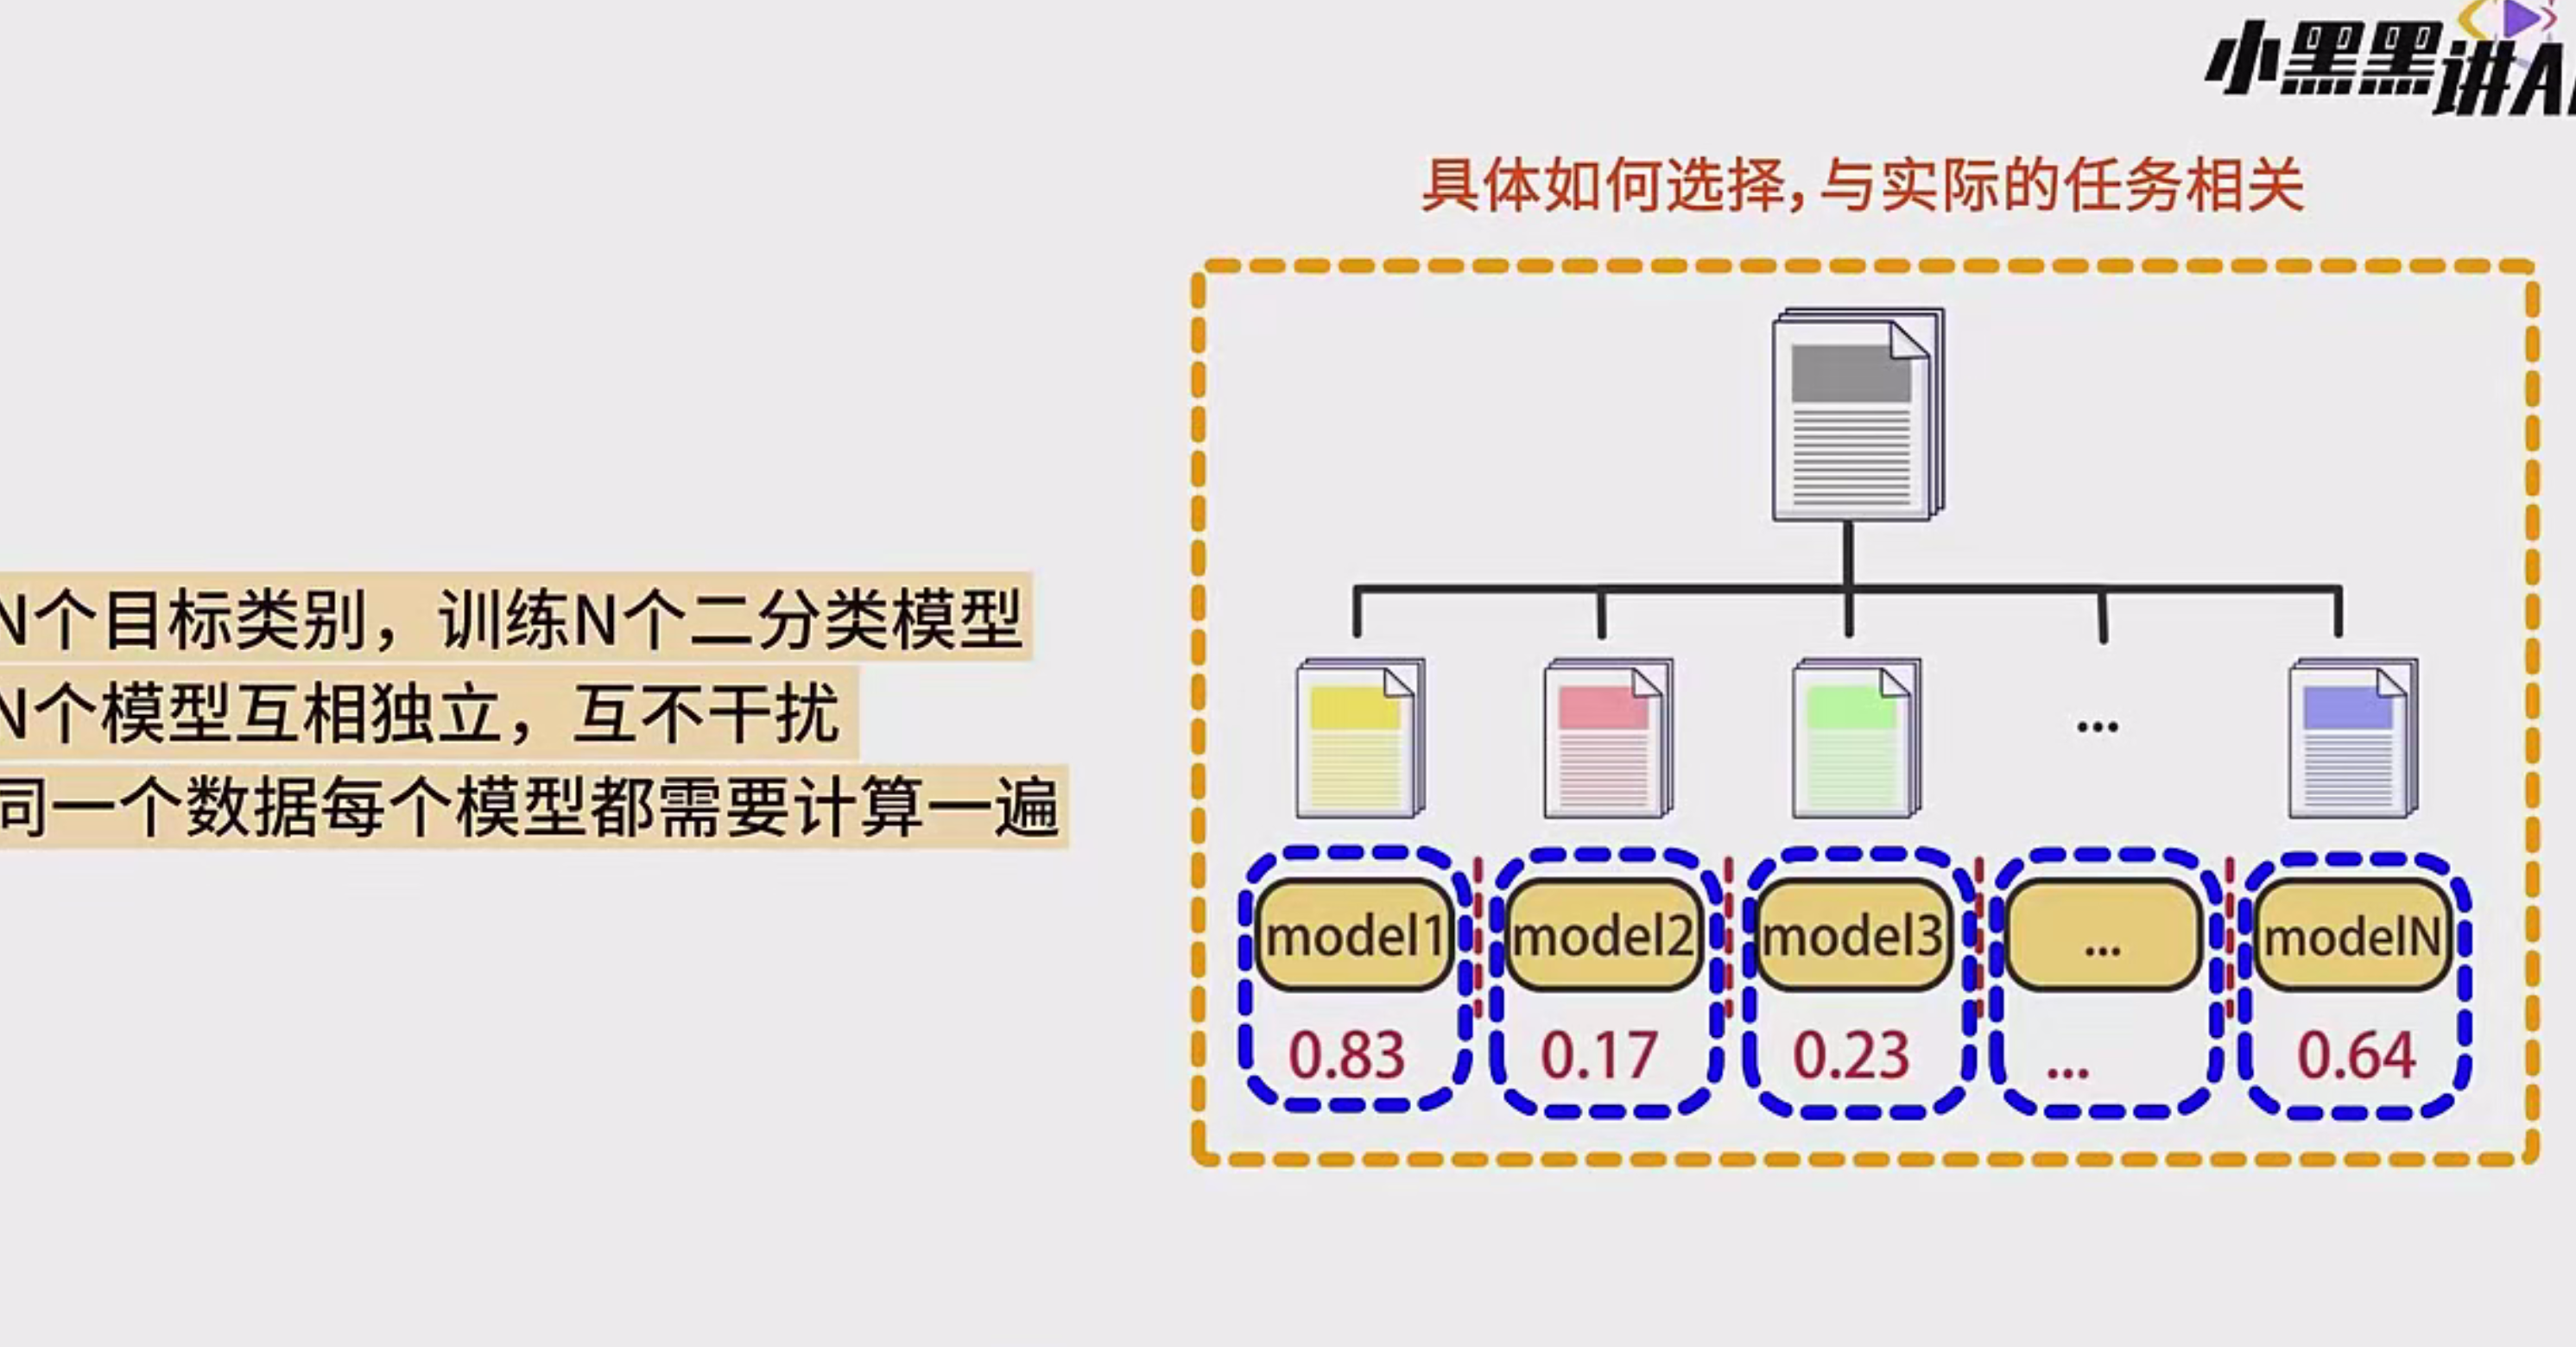 小黑黑讲AI
具体如何选择，与实际的任务相关
N个目标类别，训练N个二分类模型
N个模型互相独立，互不干扰
同一个数据每个模型都需要计算一遍
...
model1 model2 model3 ... modelN
0.83 0.17 0.23 ... 0.64